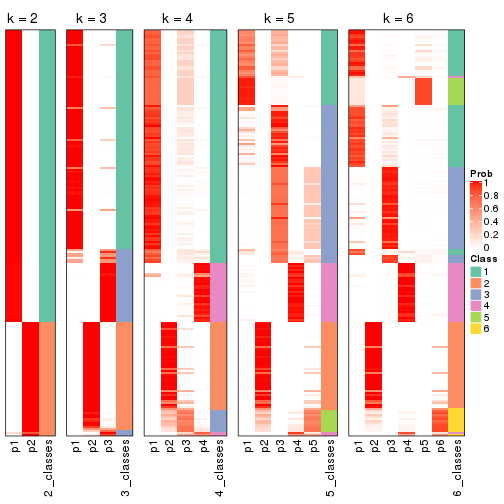 k = 2
k = 3
k = 4
k = 5
k = 6
p1
p2
2_classes
p1
p2
p3
3_classes
p1
p2
p3
p4
4_classes
p1
p2
p3
p4
p5
5_classes
p1
p2
p3
p4
p5
p6
6_classes
Prob
1
0.8
0.6
0.4
0.2
0
Class
1
2
3
4
5
6